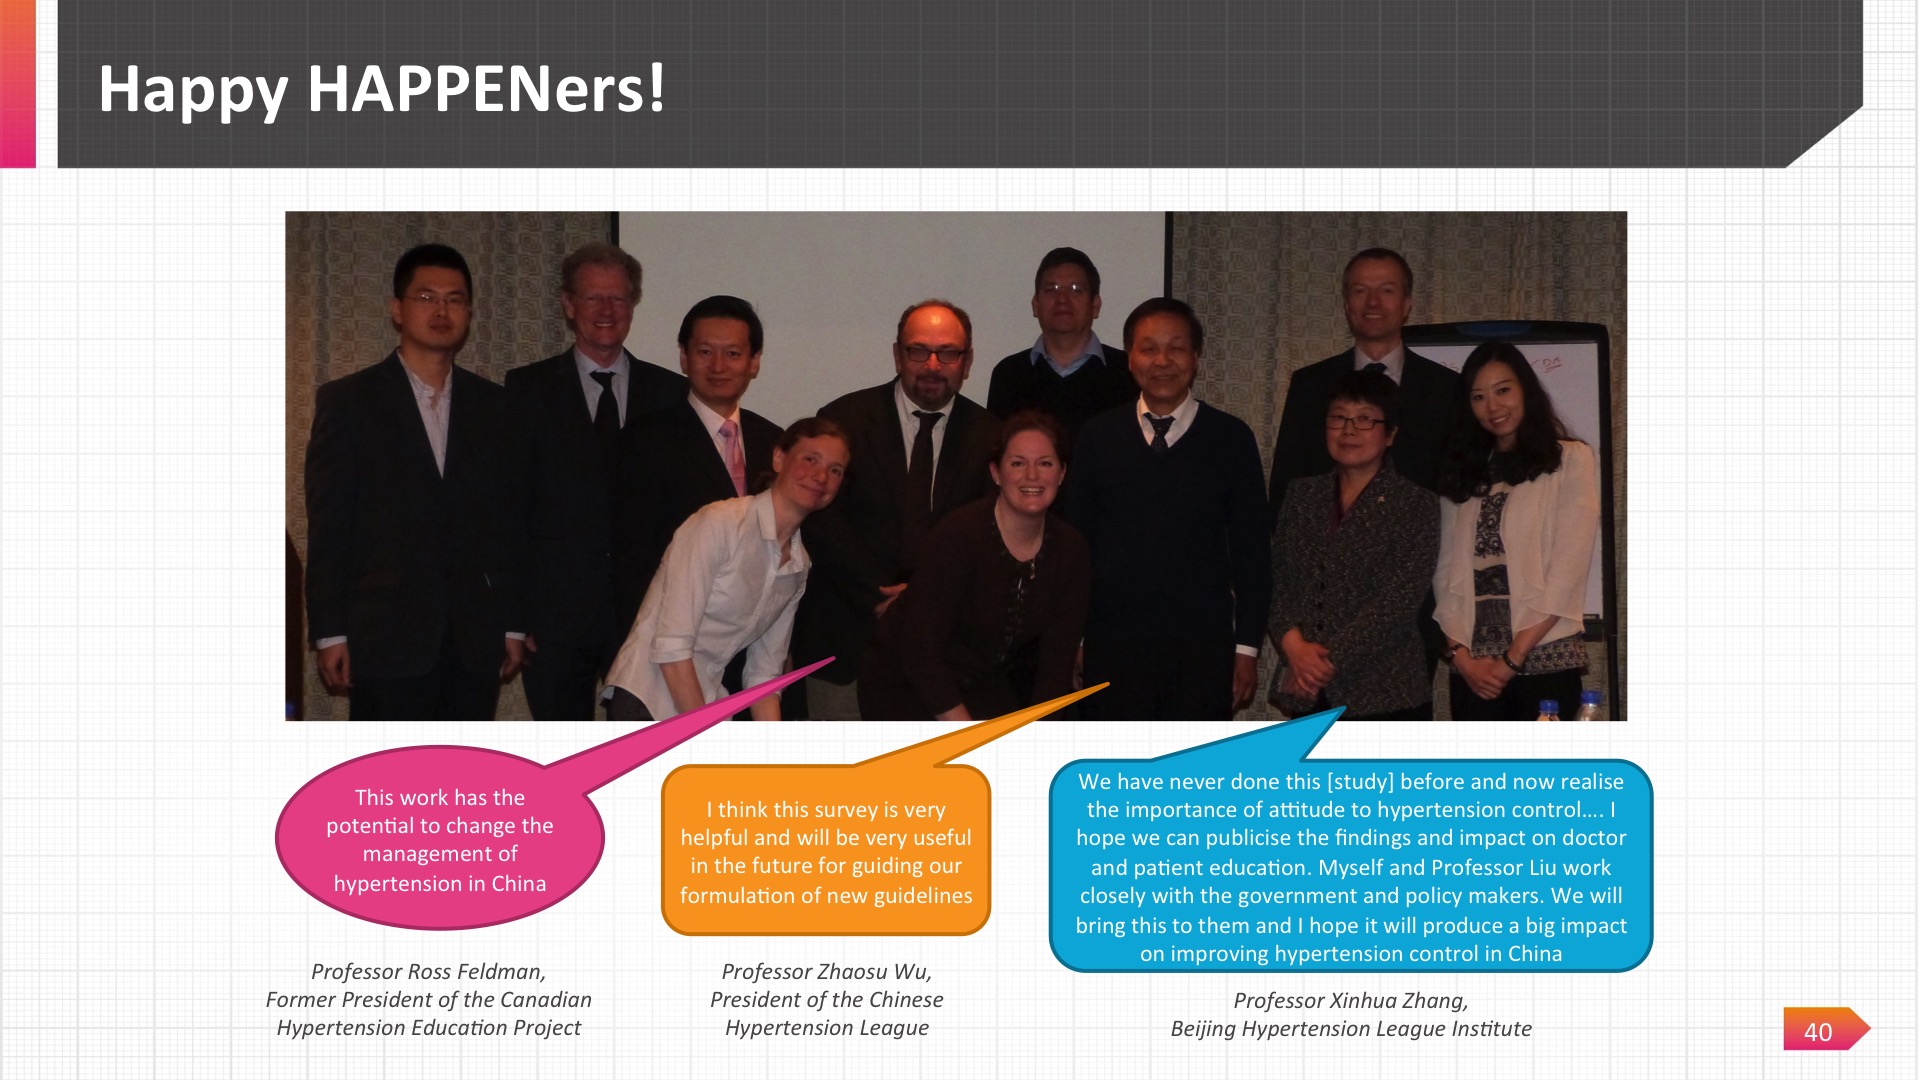 Happy HAPPENers!
This work has the
potential to change the
management of
hypertension in China
I think this survey is very
helpful and will be very useful
in the future for guiding our
formulation of new guidelines
We have never done this [study] before and now realise
the importance of attitude to hypertension control…. I
hope we can publicise the findings and impact on doctor
and patient education. Myself and Professor Liu work
closely with the government and policy makers. We will
bring this to them and I hope it will produce a big impact
on improving hypertension control in China
Professor Ross Feldman,
Former President of the Canadian
Hypertension Education Project
Professor Zhaosu Wu,
President of the Chinese
Hypertension League
Professor Xinhua Zhang,
Beijing Hypertension League Institute
40